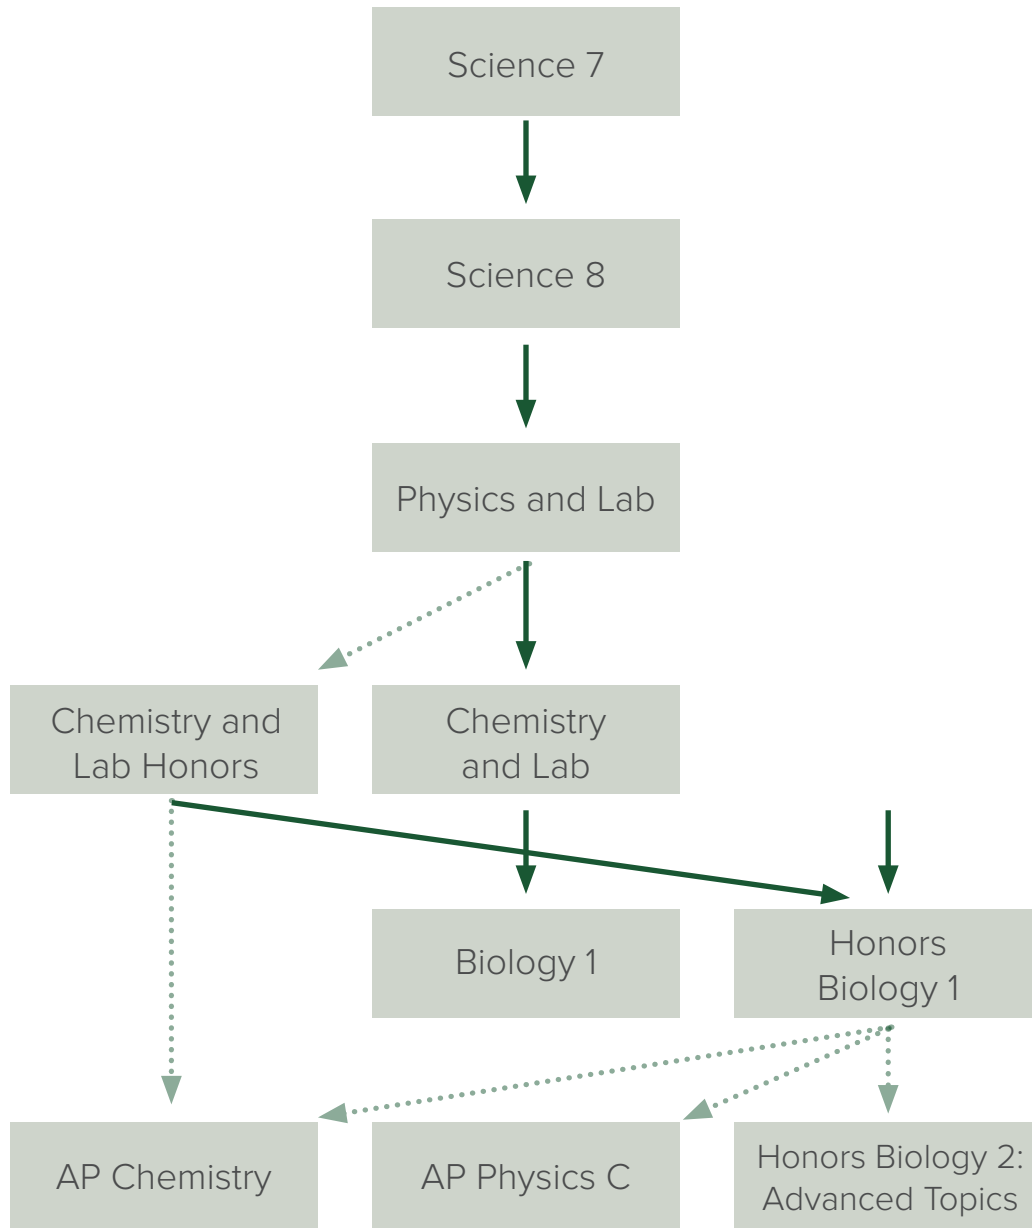 Science 7
Science 8
Physics and Lab
Chemistry and
Lab Honors
Chemistry
and Lab
Biology 1
Honors
Biology 1
AP Chemistry
AP Physics C
Honors Biology 2:
Advanced Topics